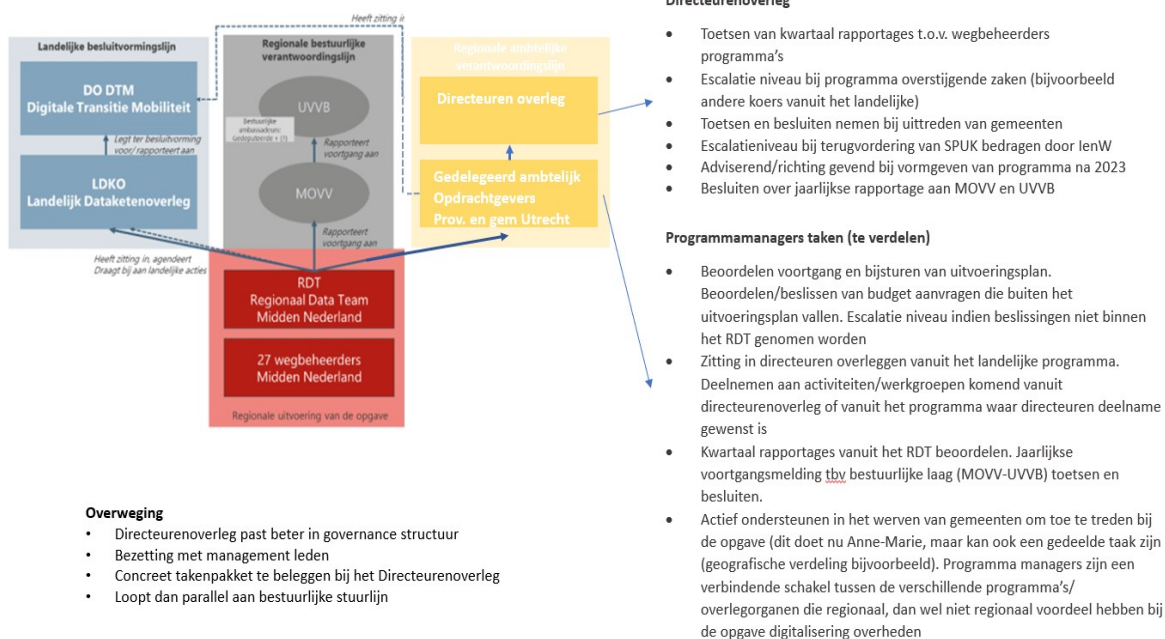 Heeft zitting in
Landelijke besluitvormingslijn
DO DTM
Digitale Transitie Mobiliteit
Legt ter besluitvorming
voor/ rapporteert aan
LDKO
Landelijk Dataketenoverleg
Heeft zitting in, agendeert
Draagt bij aan landelijke acties
Regionale bestuurlijke
verantwoordingslijn
UVVB
Bestuurlijke
ambassadeurs:
Gedeputeerde + (?)
Rapporteert
voortgang aan
MOVV
Rapporteert
voortgang aan
RDT
Regionaal Data Team
Midden Nederland
27 wegbeheerders
Midden Nederland
Regionale uitvoering van de opgave
Regionale ambtelijke
verantwoordingslijn
Directeuren overleg
Gedelegeerd ambtelijk
Opdrachtgevers
Prov. en gem Utrecht
Overweging
• Directeurenoverleg past beter in governance structuur
• Bezetting met management leden
• Concreet takenpakket te beleggen bij het Directeurenoverleg
• Loopt dan parallel aan bestuurlijke stuurlijn
Directeurenoverleg
• Toetsen van kwartaal rapportages t.o.v. wegbeheerders
programma's
• Escalatie niveau bij programma overstijgende zaken (bijvoorbeeld
andere koers vanuit het landelijke)
• Toetsen en besluiten nemen bij uittreden van gemeenten
• Escalatieniveau bij terugvordering van SPUK bedragen door IenW
• Adviserend/richting gevend bij vormgeven van programma na 2023
• Besluiten over jaarlijkse rapportage aan MOVV en UVVB
Programmamanagers taken (te verdelen)
• Beoordelen voortgang en bijsturen van uitvoeringsplan.
Beoordelen/beslissen van budget aanvragen die buiten het
uitvoeringsplan vallen. Escalatie niveau indien beslissingen niet binnen
het RDT genomen worden
• Zitting in directeuren overleggen vanuit het landelijke programma.
Deelnemen aan activiteiten/werkgroepen komend vanuit
directeurenoverleg of vanuit het programma waar directeuren deelname
gewenst is
• Kwartaal rapportages vanuit het RDT beoordelen. Jaarlijkse
voortgangsmelding tbv bestuurlijke laag (MOVV-UVVB) toetsen en
besluiten.
• Actief ondersteunen in het werven van gemeenten om toe te treden bij
de opgave (dit doet nu Anne-Marie, maar kan ook een gedeelde taak zijn
(geografische verdeling bijvoorbeeld). Programma managers zijn een
verbindende schakel tussen de verschillende programma's/
overlegorganen die regionaal, dan wel niet regionaal voordeel hebben bij
de opgave digitalisering overheden